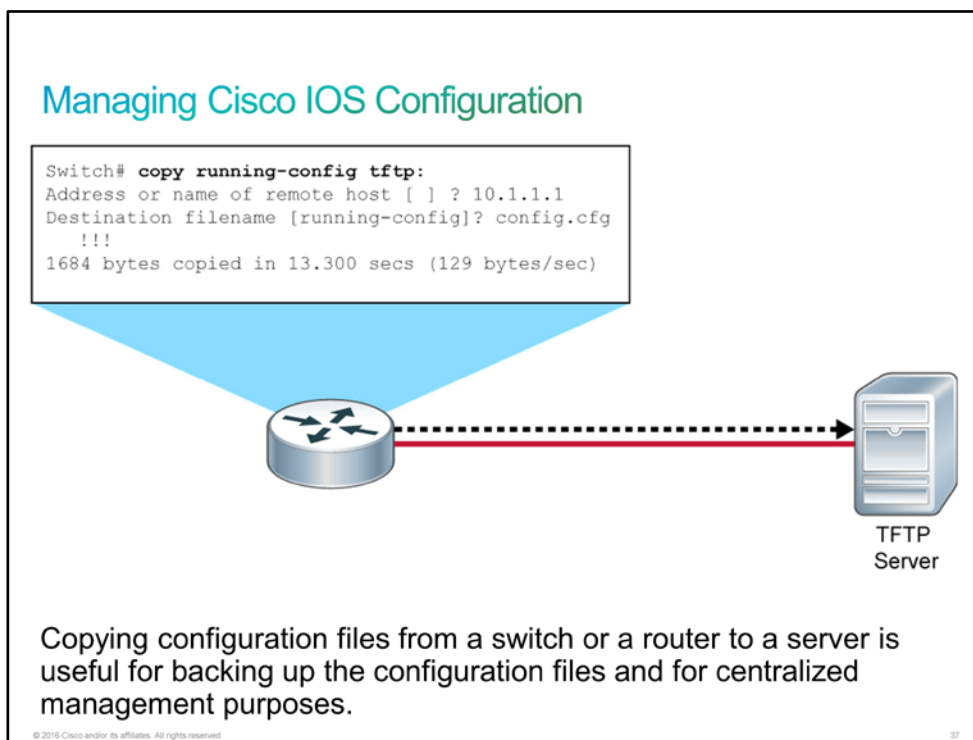 Managing Cisco IOS Configuration
Switch# copy running-config tftp:
Address or name of remote host [ ] ? 10.1.1.1
Destination filename [running-config]? config.cfg
!!!
1684 bytes copied in 13.300 secs (129 bytes/sec)
TFTP
Server
Copying configuration files from a switch or a router to a server is
useful for backing up the configuration files and for centralized
management purposes.
© 2016 Cisco and/or its affiliates. All rights reserved.
37